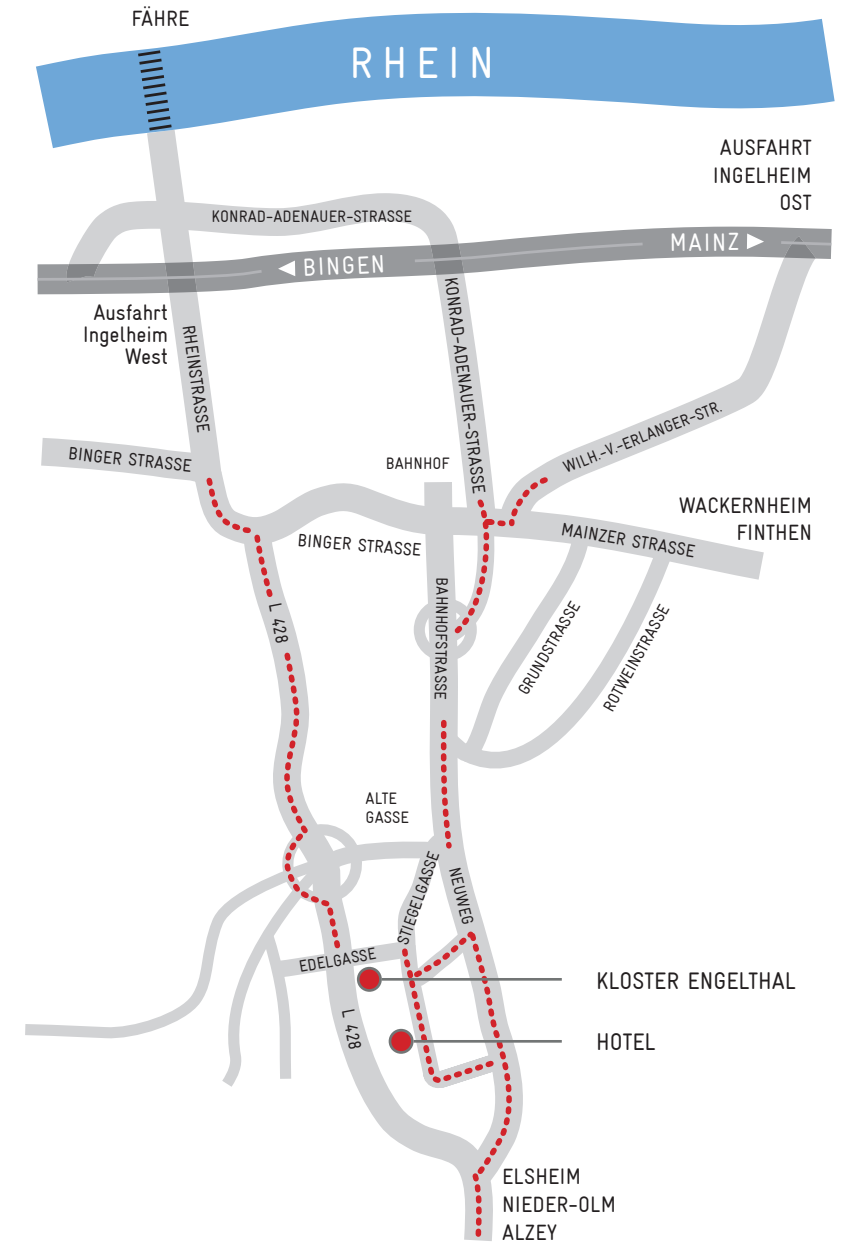 FÄHRE
RHEIN
AUSFAHRT
INGELHEIM
OST
KONRAD-ADENAUER-STRASSE
MAINZ ▶
◀ BINGEN
Ausfahrt
Ingelheim
West
RHEINSTRASSE
KONRAD-ADENAUER-STRASSE
WILH.-V.-ERLANGER-STR.
BINGER STRASSE
BAHNHOF
WACKERNHEIM
FINTHEN
BINGER STRASSE
MAINZER STRASSE
L 428
BAHNHOFSTRASSE
GRUNDSTRASSE
ROTWEINSTRASSE
ALTE
GASSE
STIEGELGASSE
NEUWEG
EDELGASSE
KLOSTER ENGELTHAL
L 428
HOTEL
ELSHEIM
NIEDER-OLM
ALZEY